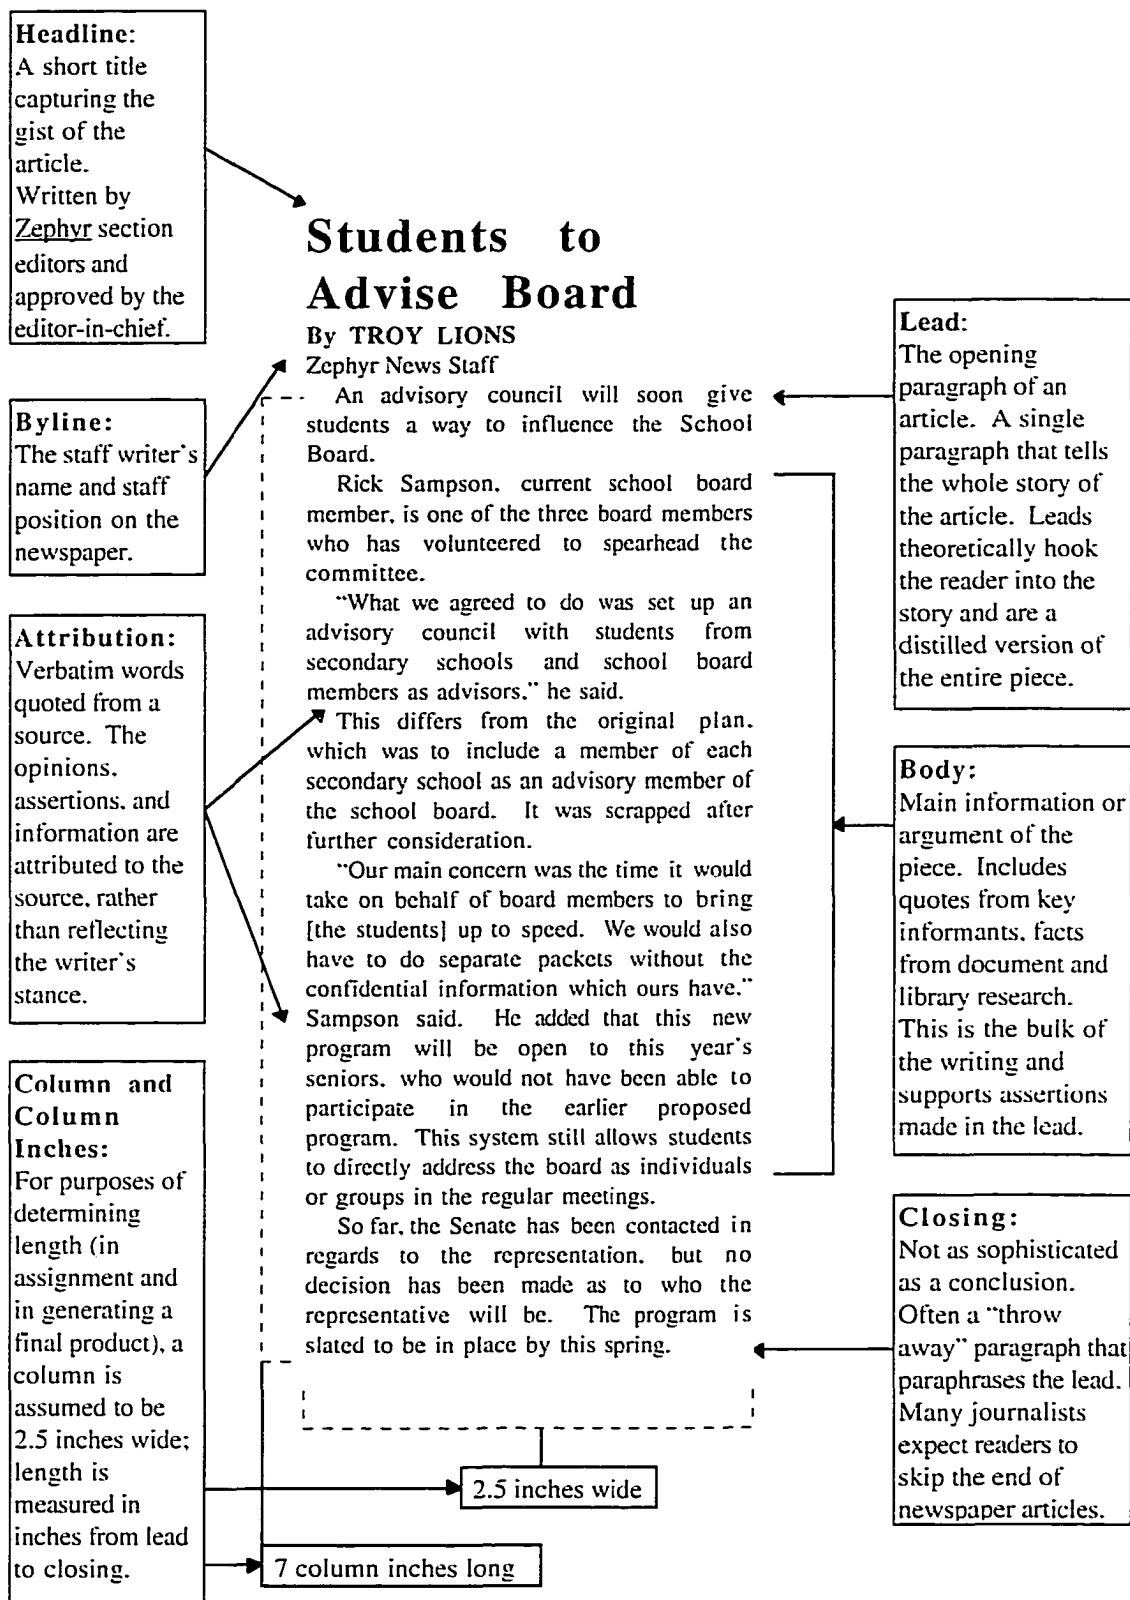 Headline:
A short title
capturing the
gist of the
article.
Written by
Zephyr section
editors and
approved by the
editor-in-chief.
Byline:
The staff writer's
name and staff
position on the
newspaper.
Attribution:
Verbatim words
quoted from a
source. The
opinions,
assertions, and
information are
attributed to the
source, rather
than reflecting
the writer's
stance.
Column and
Column
Inches:
For purposes of
determining
length (in
assignment and
in generating a
final product), a
column is
assumed to be
2.5 inches wide;
length is
measured in
inches from lead
to closing.
Students to
Advise Board
By TROY LIONS
Zephyr News Staff
An advisory council will soon give
students a way to influence the School
Board.
Rick Sampson, current school board
member, is one of the three board members
who has volunteered to spearhead the
committee.
"What we agreed to do was set up an
advisory council with students from
secondary schools and school board
members as advisors," he said.
This differs from the original plan,
which was to include a member of each
secondary school as an advisory member of
the school board. It was scrapped after
further consideration.
"Our main concern was the time it would
take on behalf of board members to bring
[the students] up to speed. We would also
have to do separate packets without the
confidential information which ours have."
Sampson said. He added that this new
program will be open to this year's
seniors, who would not have been able to
participate in the earlier proposed
program. This system still allows students
to directly address the board as individuals
or groups in the regular meetings.
So far, the Senate has been contacted in
regards to the representation, but no
decision has been made as to who the
representative will be. The program is
slated to be in place by this spring.
2.5 inches wide
7 column inches long
Lead:
The opening
paragraph of an
article. A single
paragraph that tells
the whole story of
the article. Leads
theoretically hook
the reader into the
story and are a
distilled version of
the entire piece.
Body:
Main information or
argument of the
piece. Includes
quotes from key
informants, facts
from document and
library research.
This is the bulk of
the writing and
supports assertions
made in the lead.
Closing:
Not as sophisticated
as a conclusion.
Often a "throw
away" paragraph that
paraphrases the lead.
Many journalists
expect readers to
skip the end of
newspaper articles.